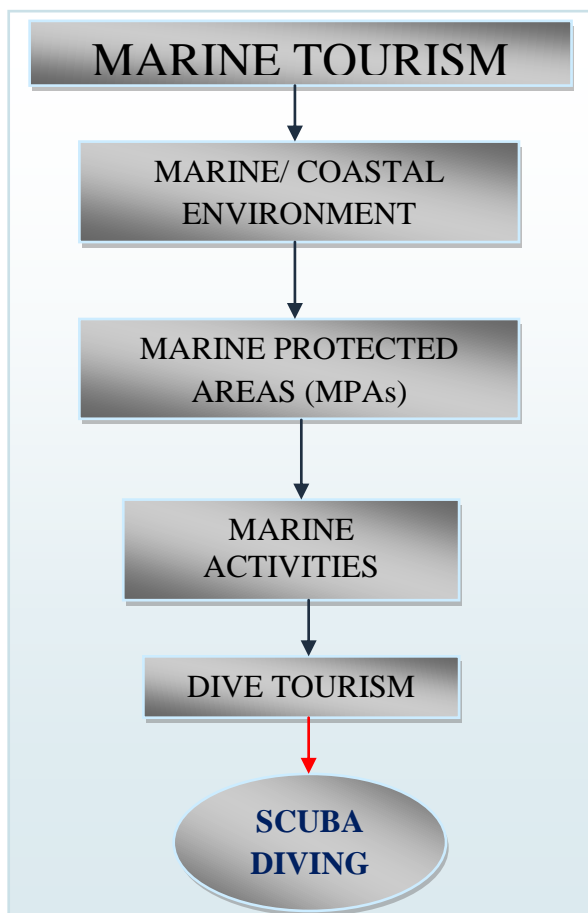 MARINE TOURISM
MARINE/ COASTAL
ENVIRONMENT
MARINE PROTECTED
AREAS (MPAs)
MARINE
ACTIVITIES
DIVE TOURISM
SCUBA
DIVING